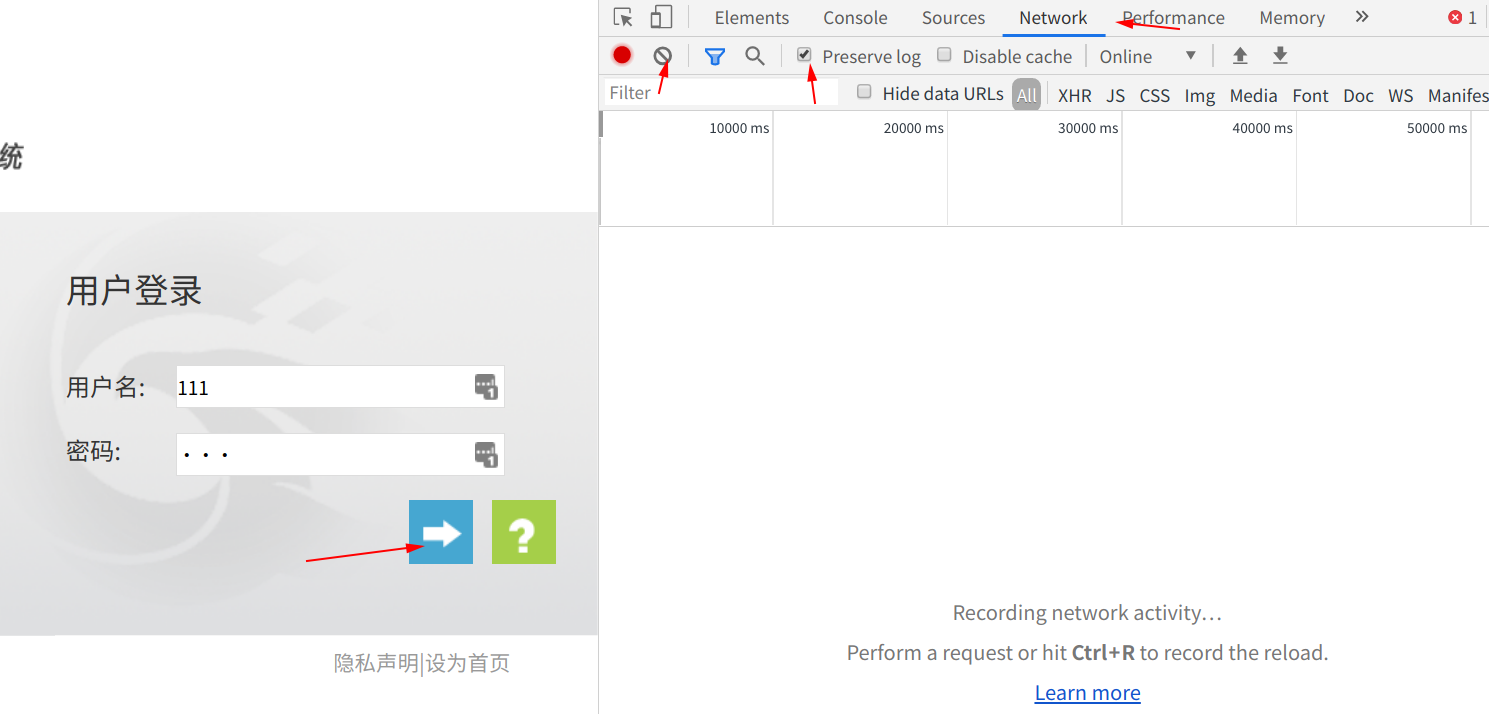 统
用户登录
用户名:
111
密码:
隐私声明|设为首页
Elements Console Sources Network Performance Memory 1
Preserve log Disable cache Online
Filter Hide data URLs All XHR JS CSS Img Media Font Doc WS Manifes
10000 ms 20000 ms 30000 ms 40000 ms 50000 ms
Recording network activity…
Perform a request or hit Ctrl+R to record the reload.
Learn more